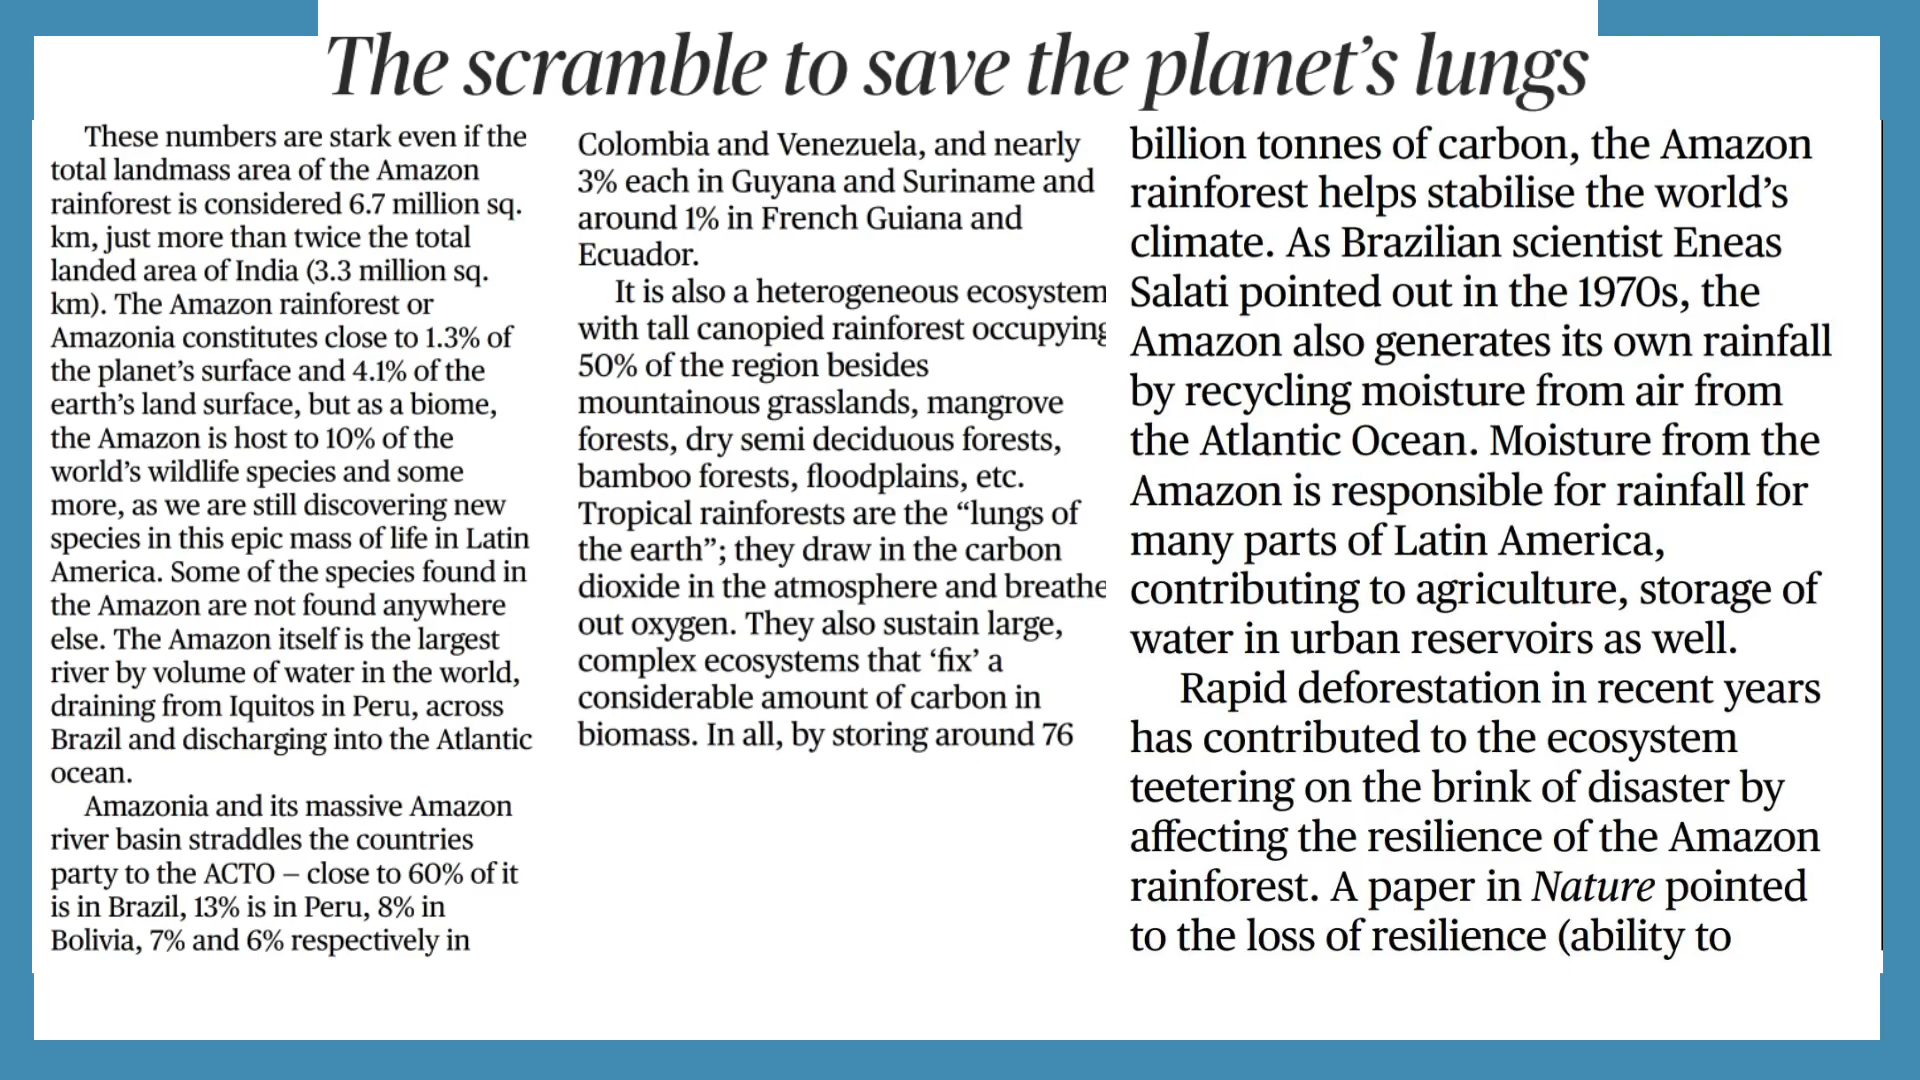 The scramble to save the planet's lungs
These numbers are stark even if the
total landmass area of the Amazon
rainforest is considered 6.7 million sq.
km, just more than twice the total
landed area of India (3.3 million sq.
km). The Amazon rainforest or
Amazonia constitutes close to 1.3% of
the planet's surface and 4.1% of the
earth's land surface, but as a biome,
the Amazon is host to 10% of the
world's wildlife species and some
more, as we are still discovering new
species in this epic mass of life in Latin
America. Some of the species found in
the Amazon are not found anywhere
else. The Amazon itself is the largest
river by volume of water in the world,
draining from Iquitos in Peru, across
Brazil and discharging into the Atlantic
ocean.
Amazonia and its massive Amazon
river basin straddles the countries
party to the ACTO – close to 60% of it
is in Brazil, 13% is in Peru, 8% in
Bolivia, 7% and 6% respectively in
Colombia and Venezuela, and nearly
3% each in Guyana and Suriname and
around 1% in French Guiana and
Ecuador.
It is also a heterogeneous ecosystem
with tall canopied rainforest occupying
50% of the region besides
mountainous grasslands, mangrove
forests, dry semi deciduous forests,
bamboo forests, floodplains, etc.
Tropical rainforests are the “lungs of
the earth”; they draw in the carbon
dioxide in the atmosphere and breathe
out oxygen. They also sustain large,
complex ecosystems that ‘fix’ a
considerable amount of carbon in
biomass. In all, by storing around 76
billion tonnes of carbon, the Amazon
rainforest helps stabilise the world's
climate. As Brazilian scientist Eneas
Salati pointed out in the 1970s, the
Amazon also generates its own rainfall
by recycling moisture from air from
the Atlantic Ocean. Moisture from the
Amazon is responsible for rainfall for
many parts of Latin America,
contributing to agriculture, storage of
water in urban reservoirs as well.
Rapid deforestation in recent years
has contributed to the ecosystem
teetering on the brink of disaster by
affecting the resilience of the Amazon
rainforest. A paper in Nature pointed
to the loss of resilience (ability to